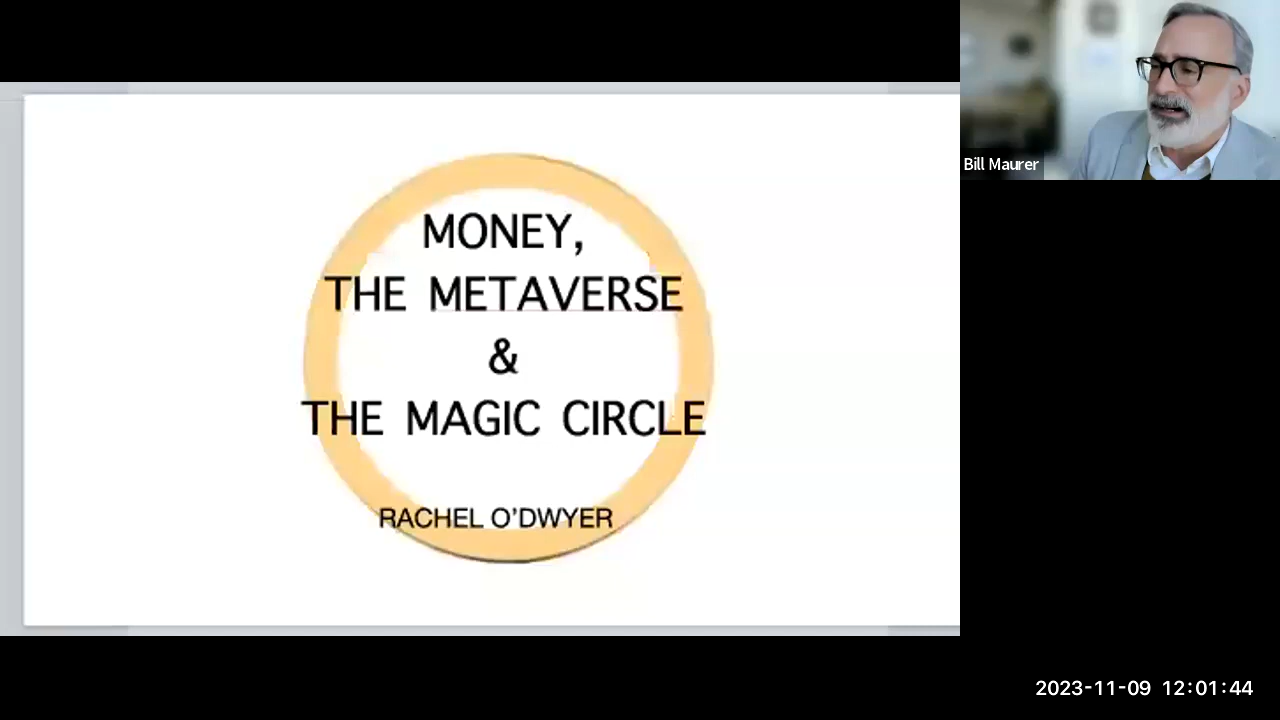 MONEY,
THE METAVERSE
&
THE MAGIC CIRCLE
RACHEL O'DWYER
Bill Maurer
2023-11-09 12:01:44